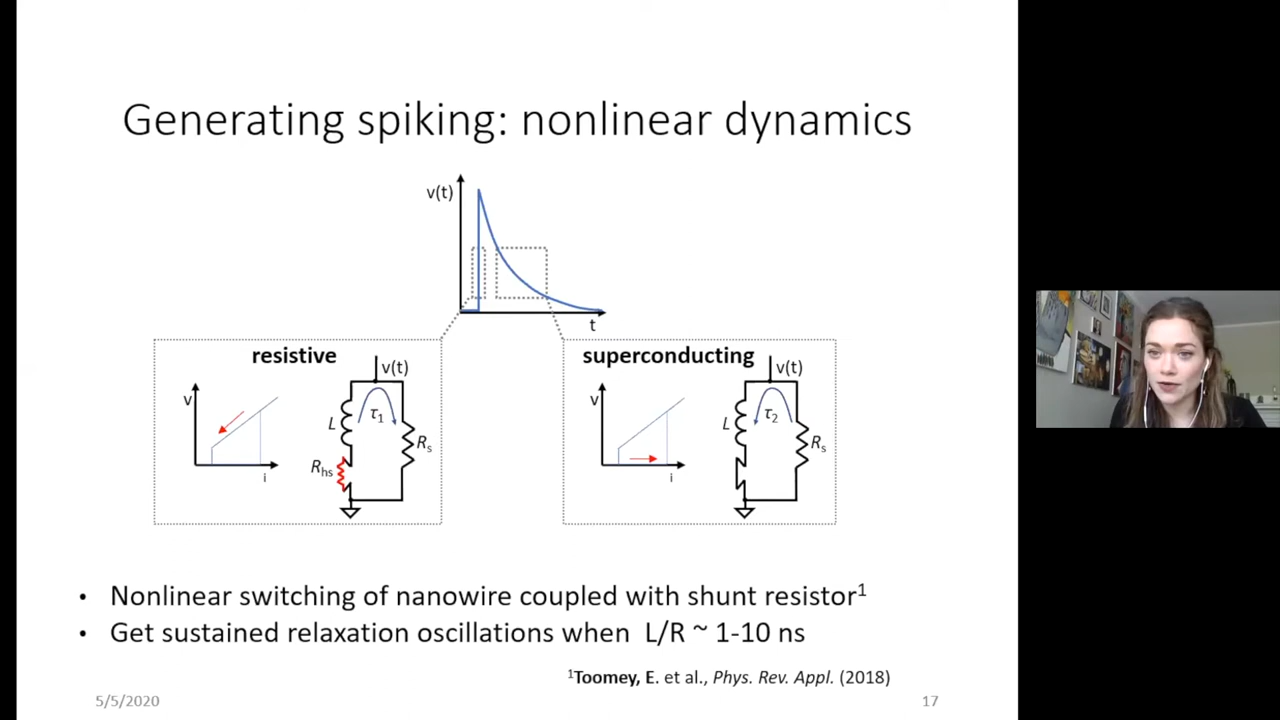 Generating spiking: nonlinear dynamics
v(t)
t
resistive
v
i
v(t)
L
τ1
Rs
Rhs
superconducting
v
i
v(t)
L
τ2
Rs
• Nonlinear switching of nanowire coupled with shunt resistor1
• Get sustained relaxation oscillations when L/R ~ 1-10 ns
1Toomey, E. et al., Phys. Rev. Appl. (2018)
5/5/2020
17